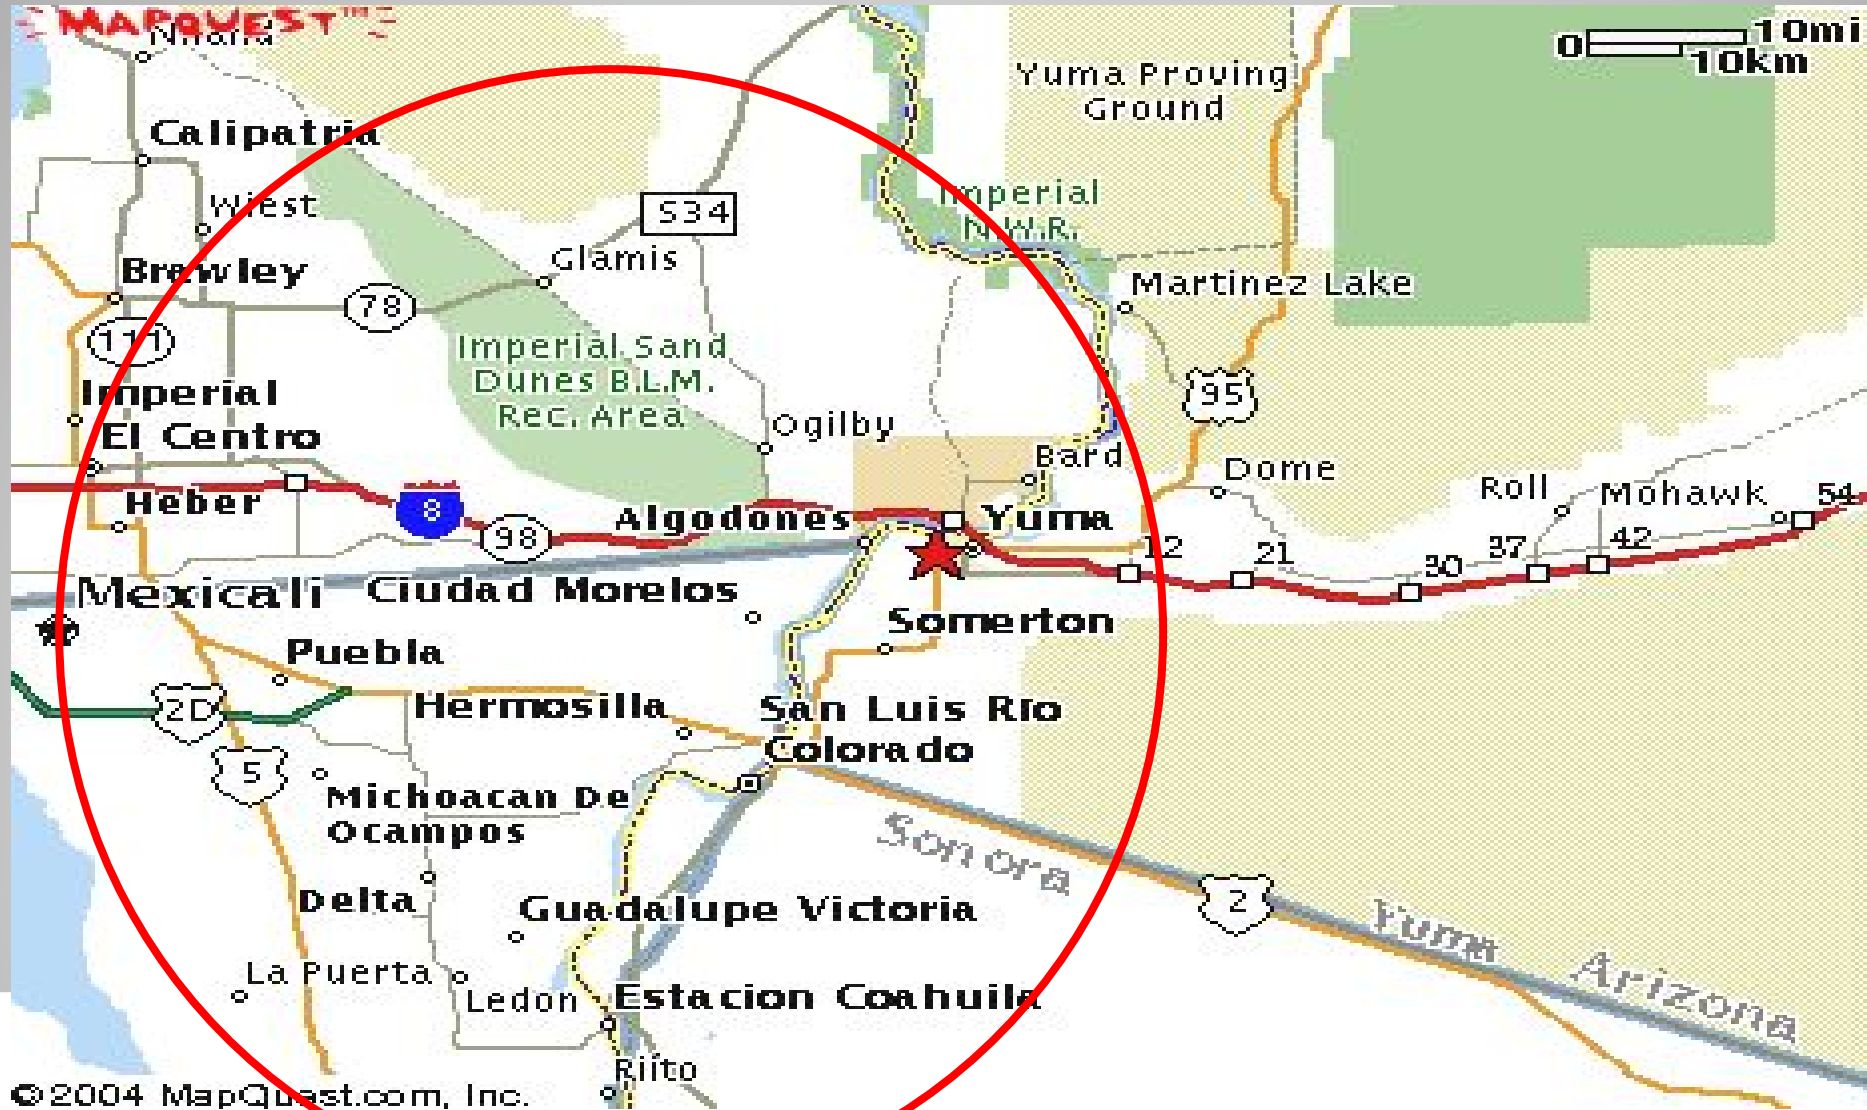 MAPQUEST™
Niland
0
10mi
10km
Yuma Proving
Ground
Calipatria
Wiest
Imperial
N.W.R.
S34
Glamis
Brawley
Martinez Lake
78
111
Imperial Sand
Dunes B.L.M.
Rec. Area
Imperial
95
El Centro
Ogilby
Bard
Dome
Roll
Mohawk
54
Heber
8
98
Algodones
Yuma
12
21
30
37
42
Mexicali
Ciudad Morelos
Somerton
Puebla
2D
Hermosilla
San Luis Rio
Colorado
5
Michoacan De
Ocampos
Sonora
Delta
Guadalupe Victoria
2
Yuma
Arizona
La Puerta
Ledon
Estacion Coahuila
Riito
©2004 MapQuest.com, Inc.